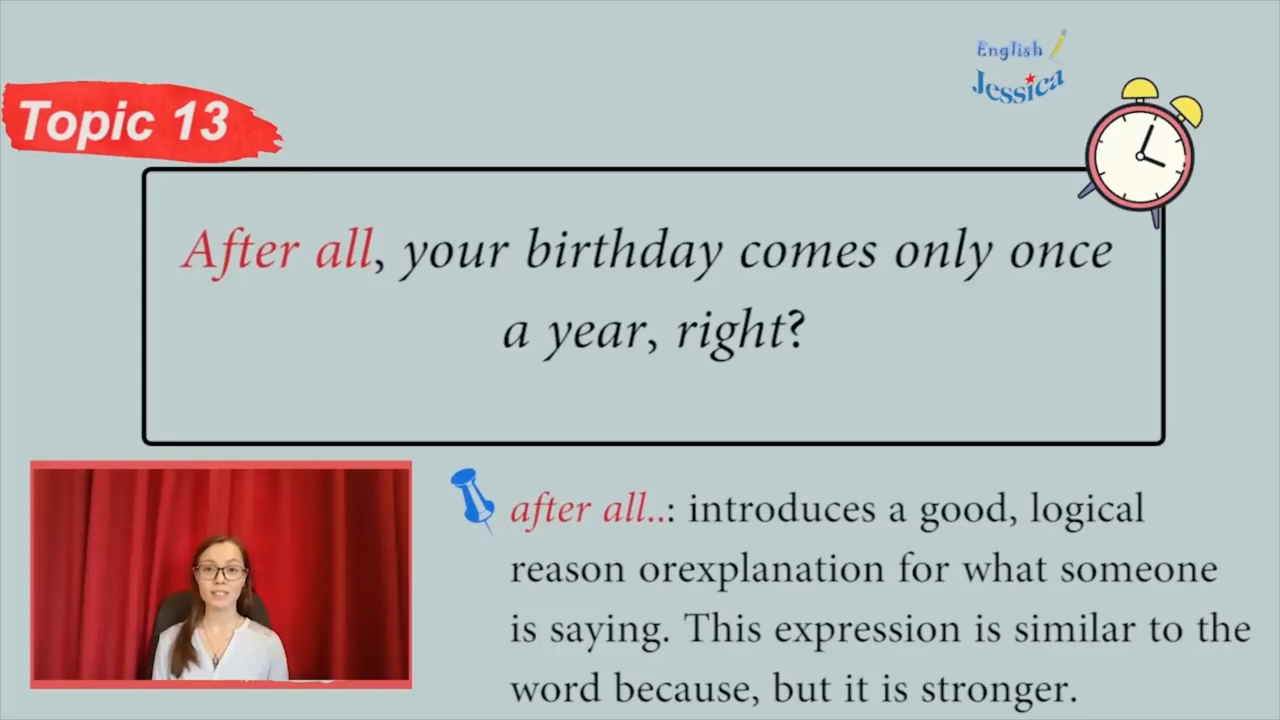 English
Jessica
Topic 13
After all, your birthday comes only once
a year, right?
after all..: introduces a good, logical
reason orexplanation for what someone
is saying. This expression is similar to the
word because, but it is stronger.